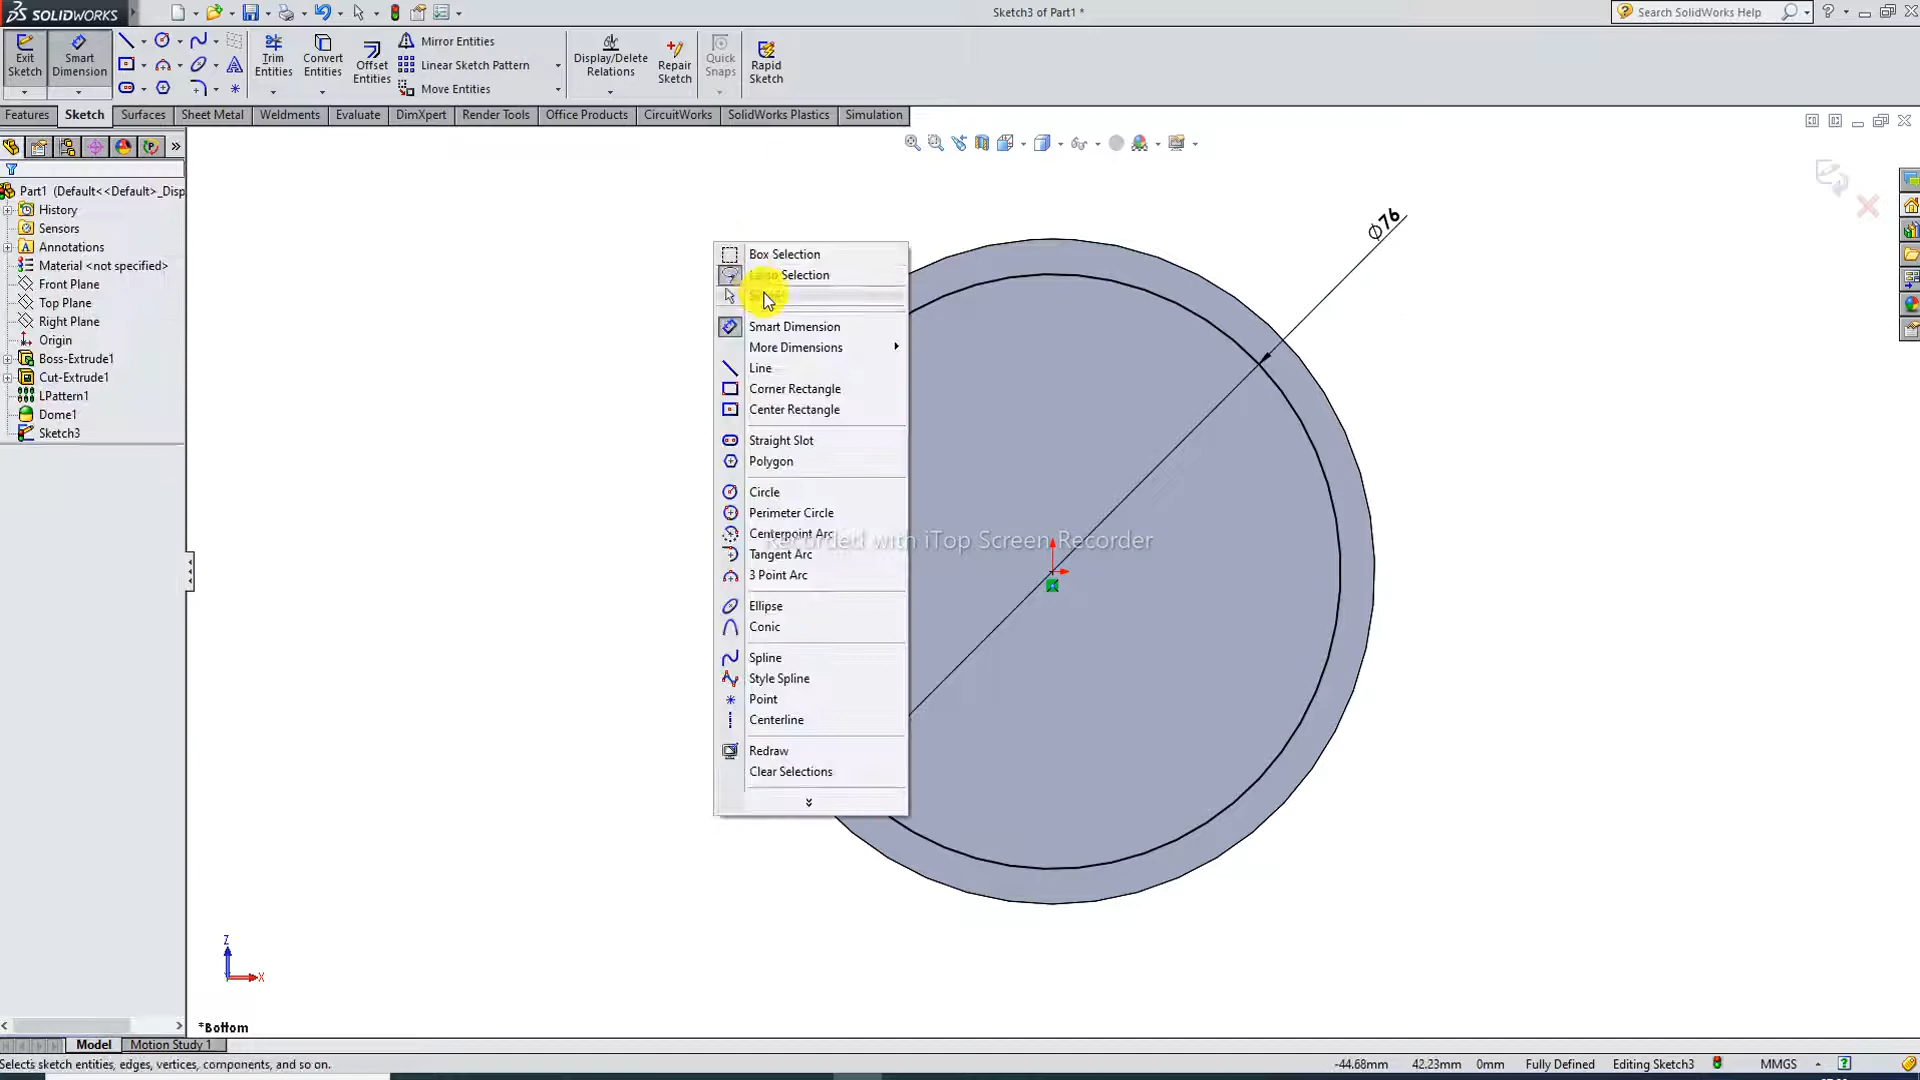 SOLIDWORKS
Sketch3 of Part1 *
Search SolidWorks Help
Exit Sketch
Smart Dimension
Trim Entities
Convert Entities
Offset Entities
Mirror Entities
Linear Sketch Pattern
Move Entities
Display/Delete Relations
Repair Sketch
Quick Snaps
Rapid Sketch
Features Sketch Surfaces Sheet Metal Weldments Evaluate DimXpert Render Tools Office Products CircuitWorks SolidWorks Plastics Simulation
Part1 (Default<<Default>_Disp
History
Sensors
Annotations
Material <not specified>
Front Plane
Top Plane
Right Plane
Origin
Boss-Extrude1
Cut-Extrude1
LPattern1
Dome1
Sketch3
Box Selection
Lasso Selection
Smart Dimension
More Dimensions
Line
Corner Rectangle
Center Rectangle
Straight Slot
Polygon
Circle
Perimeter Circle
Centerpoint Arc
Tangent Arc
3 Point Arc
Ellipse
Conic
Spline
Style Spline
Point
Centerline
Redraw
Clear Selections
Ø76
Recorded with iTop Screen Recorder
Z
X
*Bottom
Model Motion Study 1
Selects sketch entities, edges, vertices, components, and so on.
-44.68mm 42.23mm 0mm Fully Defined Editing Sketch3 MMGS